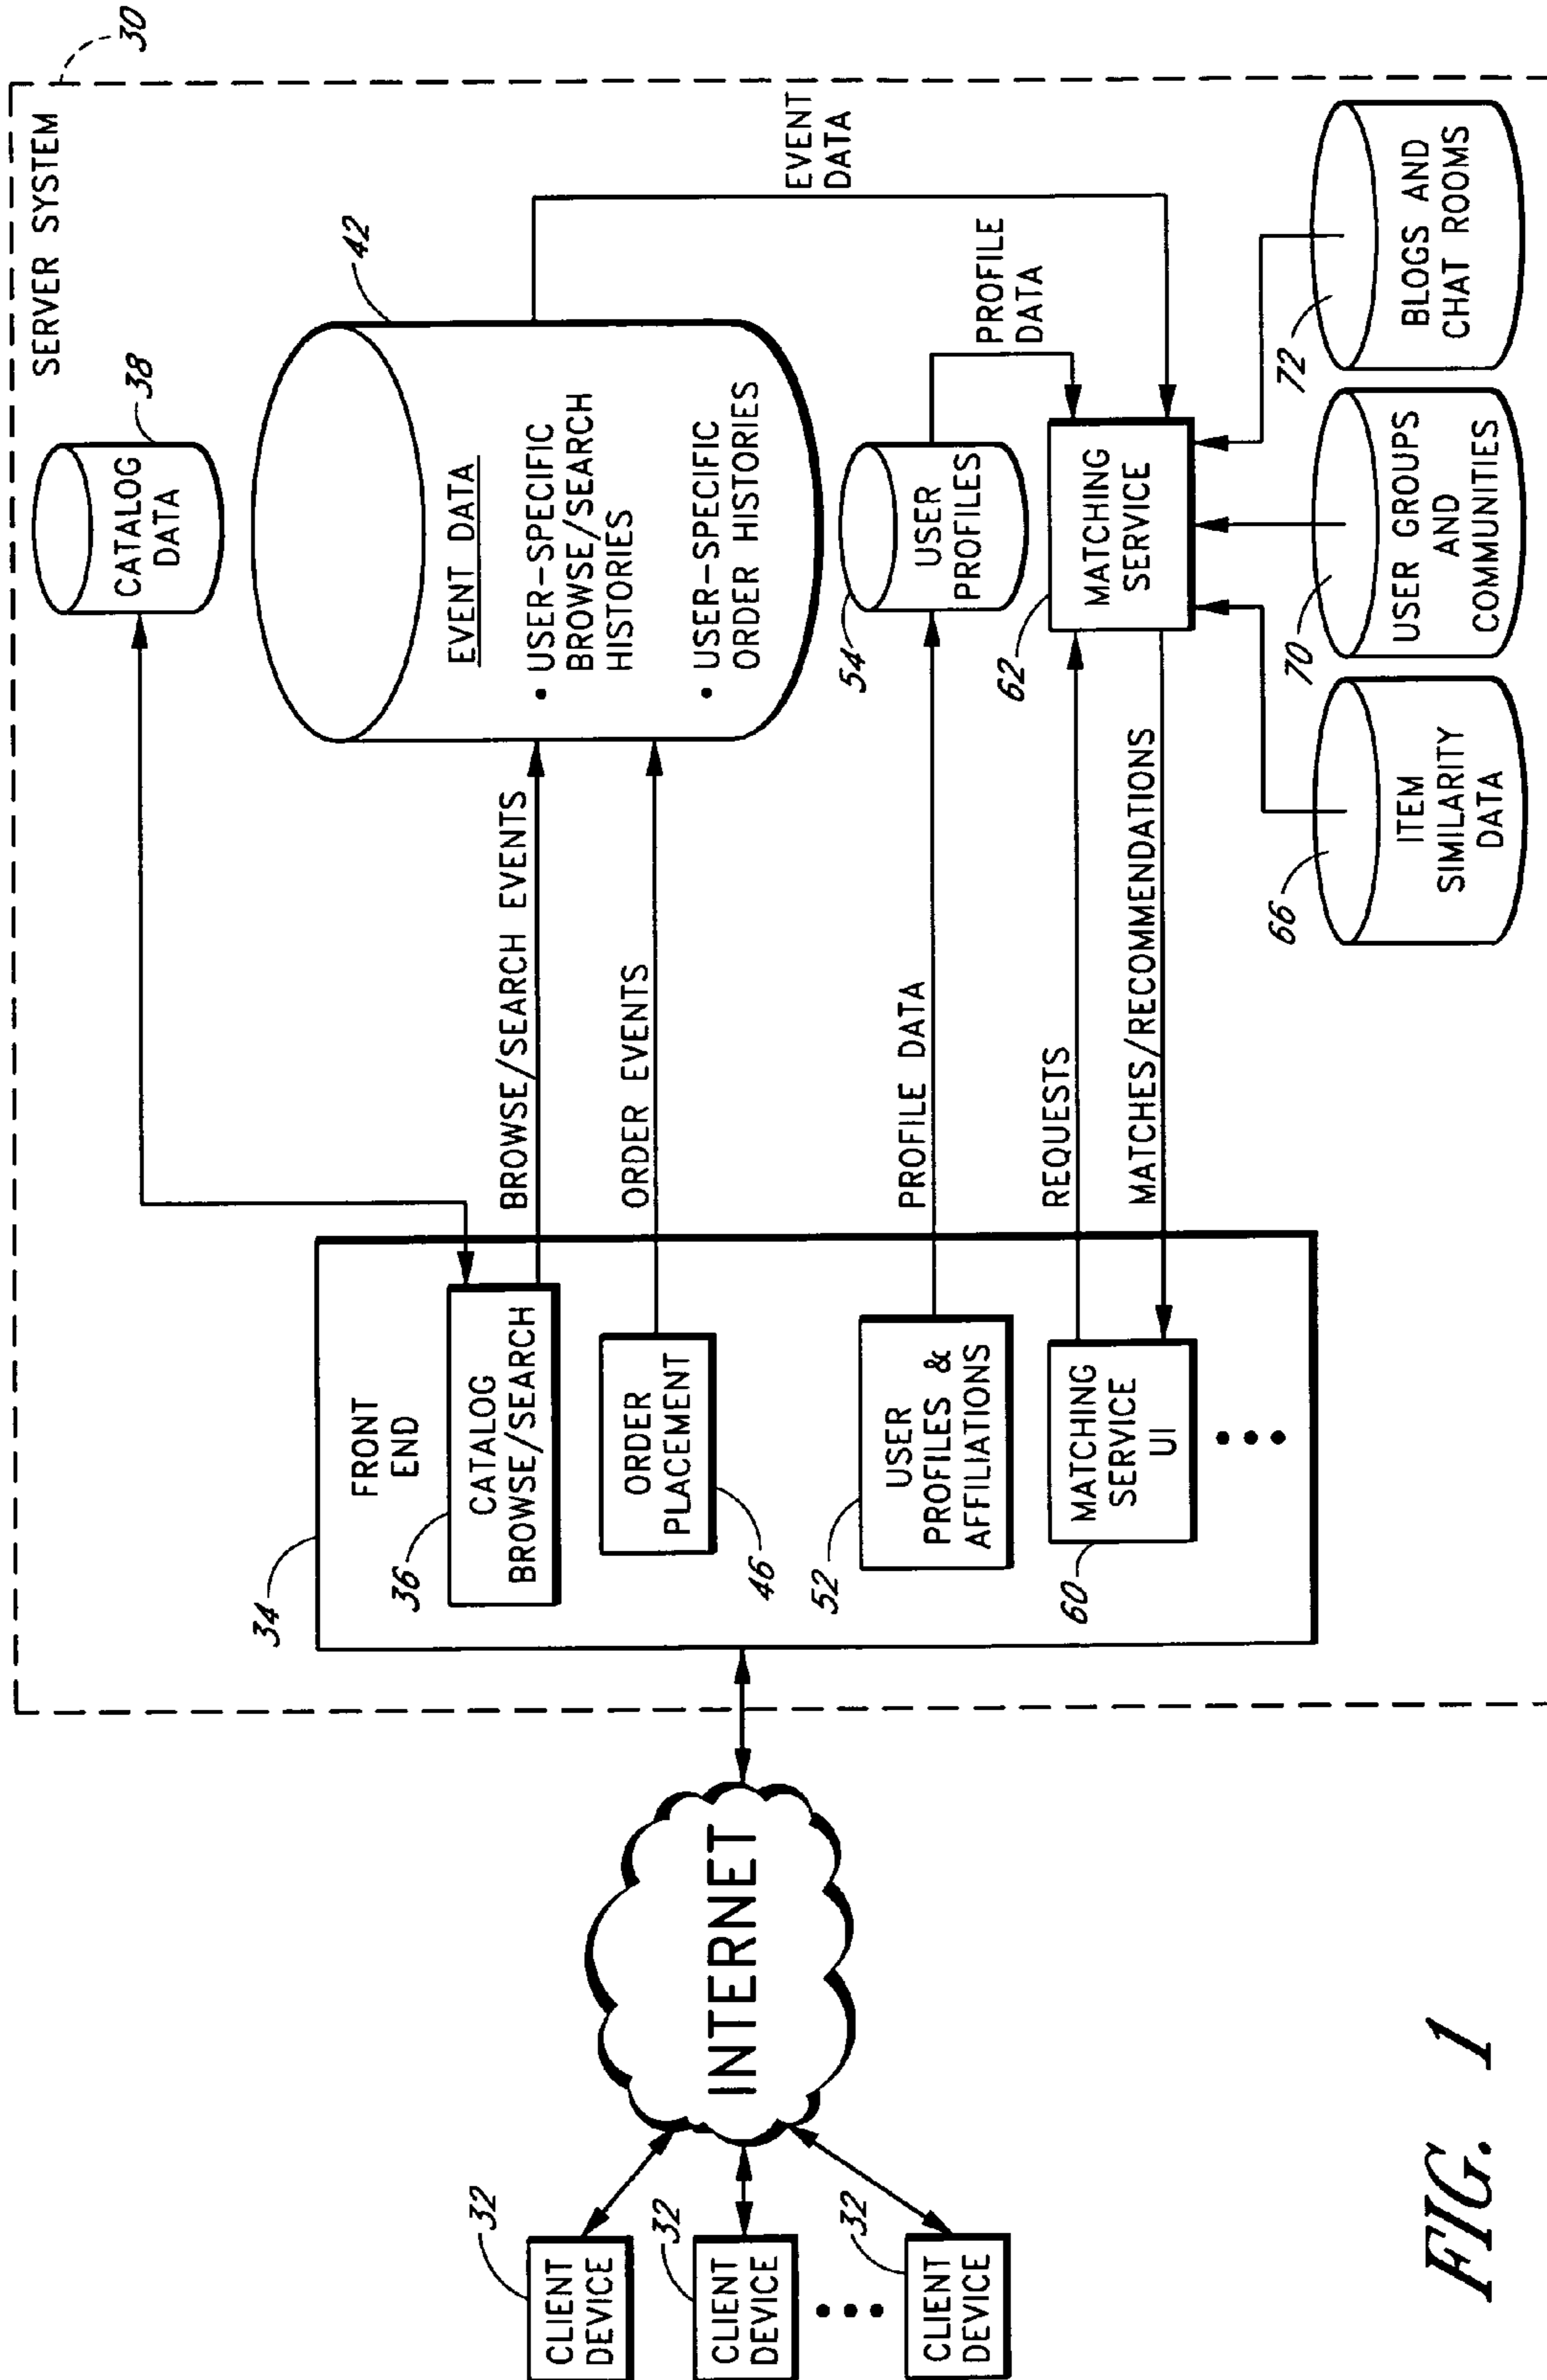 SERVER SYSTEM
30
CATALOG
DATA
38
42
EVENT DATA
• USER-SPECIFIC
BROWSE/SEARCH
HISTORIES
• USER-SPECIFIC
ORDER HISTORIES
EVENT
DATA
34
FRONT
END
36
CATALOG
BROWSE/SEARCH
BROWSE/SEARCH EVENTS
ORDER
PLACEMENT
46
ORDER EVENTS
52
USER
PROFILES &
AFFILIATIONS
PROFILE DATA
54
USER
PROFILES
PROFILE
DATA
60
MATCHING
SERVICE
UI
REQUESTS
MATCHES/RECOMMENDATIONS
62
MATCHING
SERVICE
66
ITEM
SIMILARITY
DATA
70
USER GROUPS
AND
COMMUNITIES
72
BLOGS AND
CHAT ROOMS
INTERNET
32
CLIENT
DEVICE
32
CLIENT
DEVICE
32
CLIENT
DEVICE
FIG. 1